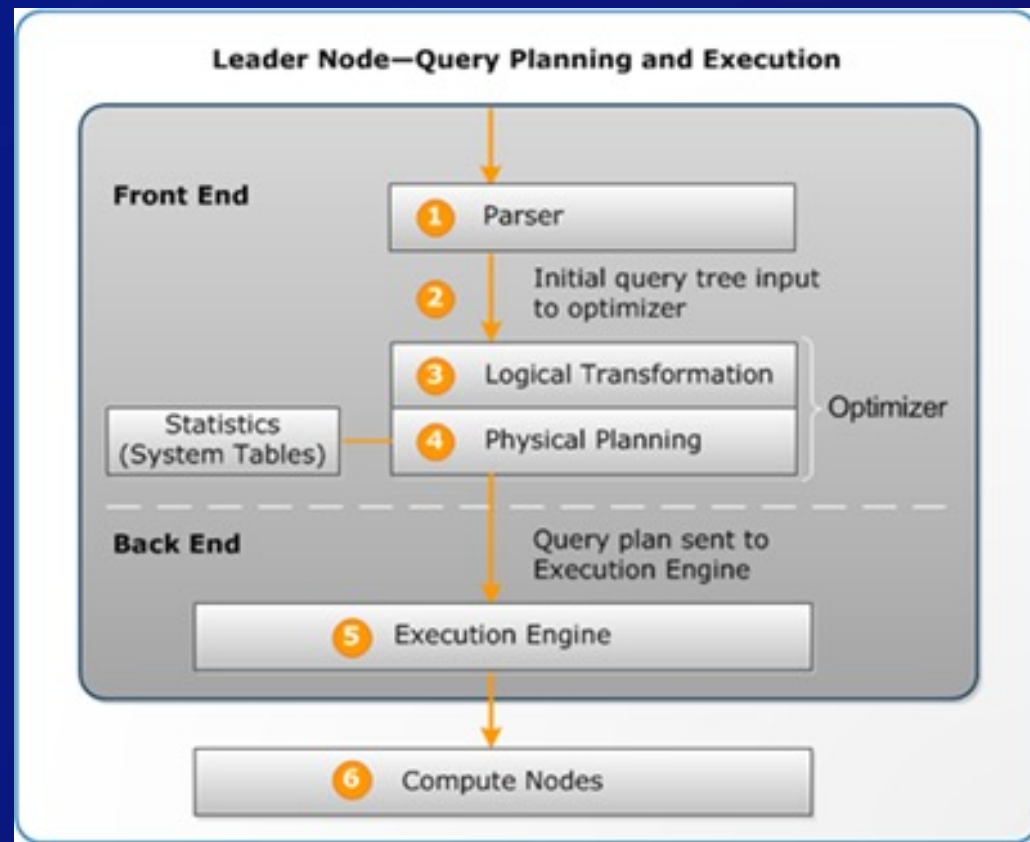 Leader Node—Query Planning and Execution
Front End
1 Parser
2 Initial query tree input
to optimizer
3 Logical Transformation
Optimizer
Statistics
(System Tables)
4 Physical Planning
Back End
Query plan sent to
Execution Engine
5 Execution Engine
6 Compute Nodes